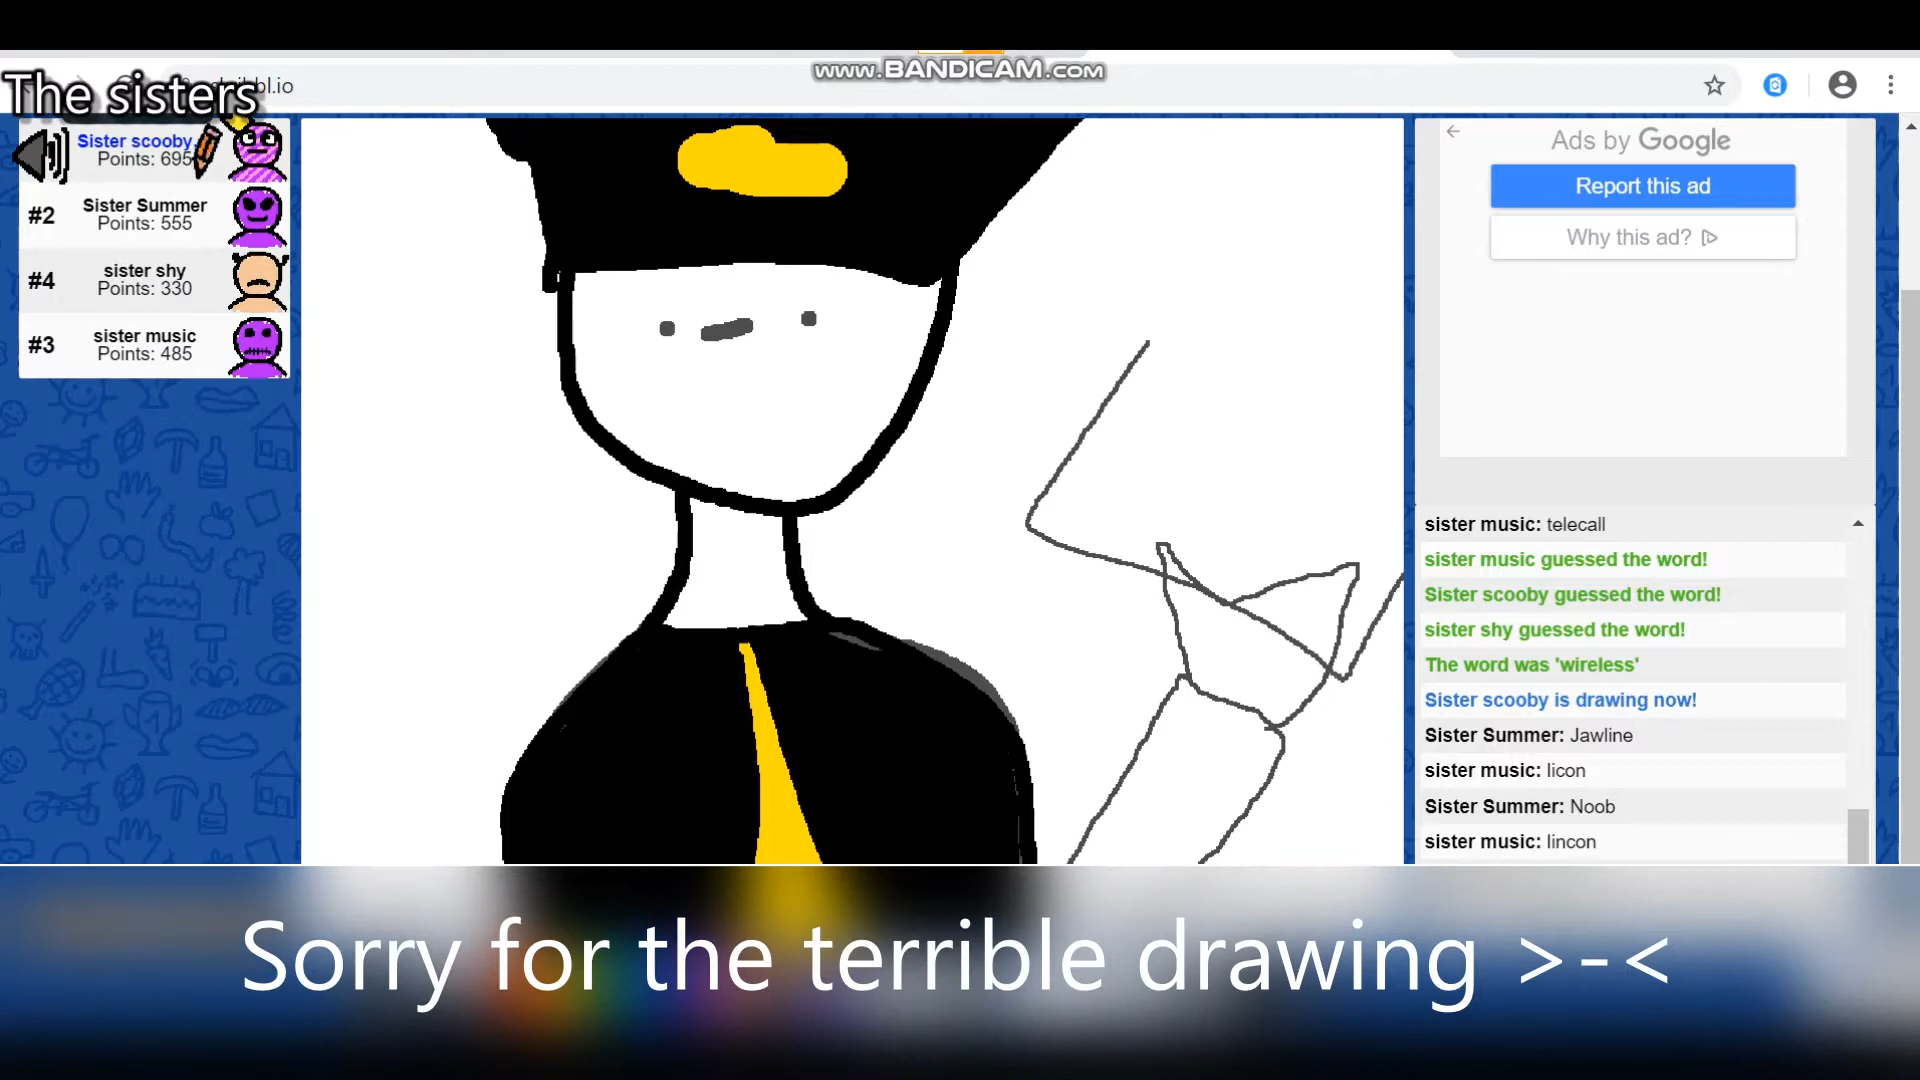 www.BANDICAM.com
The sisters
bl.io
Sister scooby
Points: 695
#2
Sister Summer
Points: 555
#4
sister shy
Points: 330
#3
sister music
Points: 485
Ads by Google
Report this ad
Why this ad?
sister music: telecall
sister music guessed the word!
Sister scooby guessed the word!
sister shy guessed the word!
The word was 'wireless'
Sister scooby is drawing now!
Sister Summer: Jawline
sister music: licon
Sister Summer: Noob
sister music: lincon
Sorry for the terrible drawing >-<